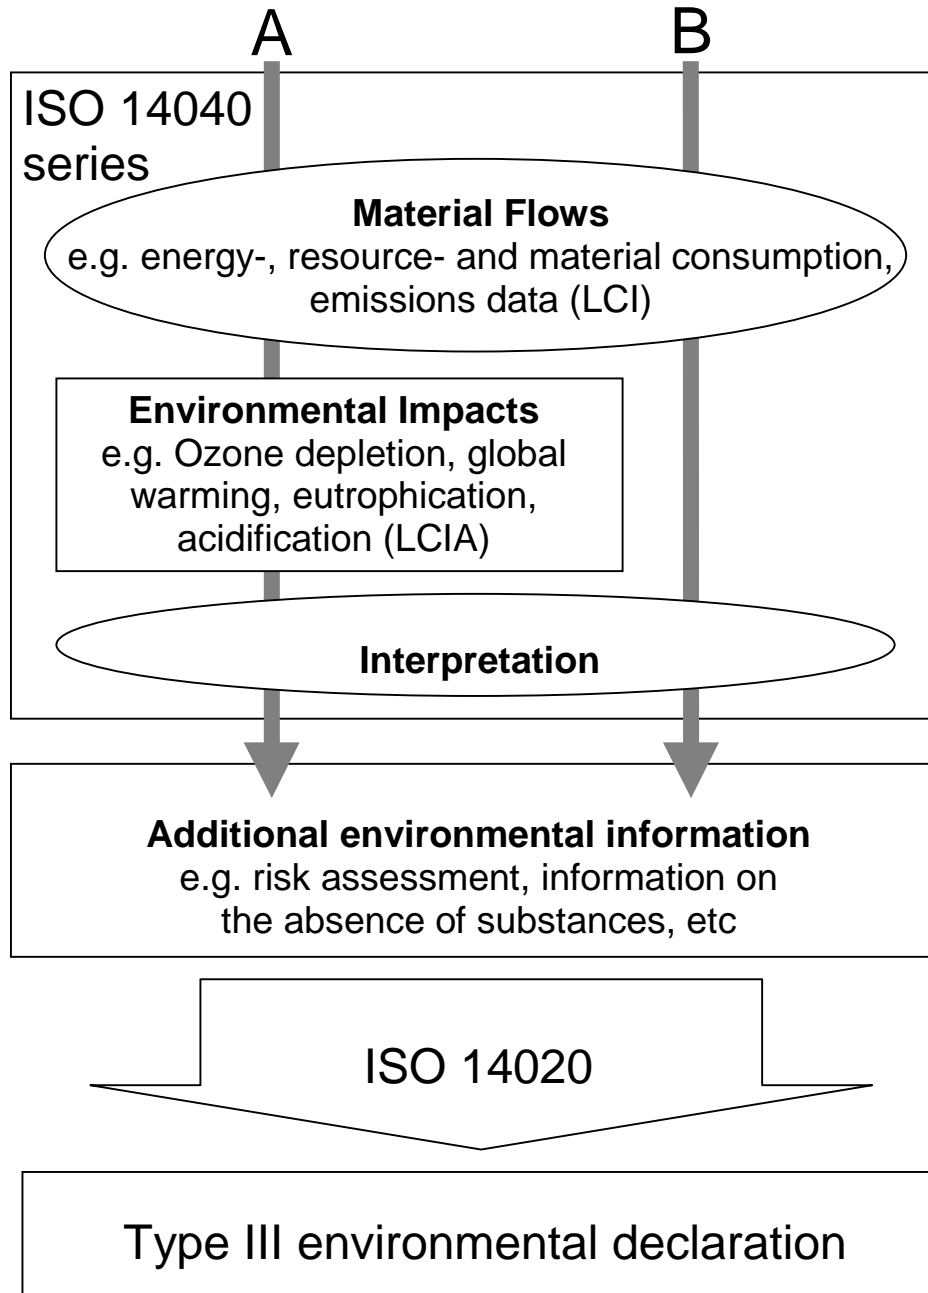 A B
ISO 14040
series
Material Flows
e.g. energy-, resource- and material consumption,
emissions data (LCI)
Environmental Impacts
e.g. Ozone depletion, global
warming, eutrophication,
acidification (LCIA)
Interpretation
Additional environmental information
e.g. risk assessment, information on
the absence of substances, etc
ISO 14020
Type III environmental declaration